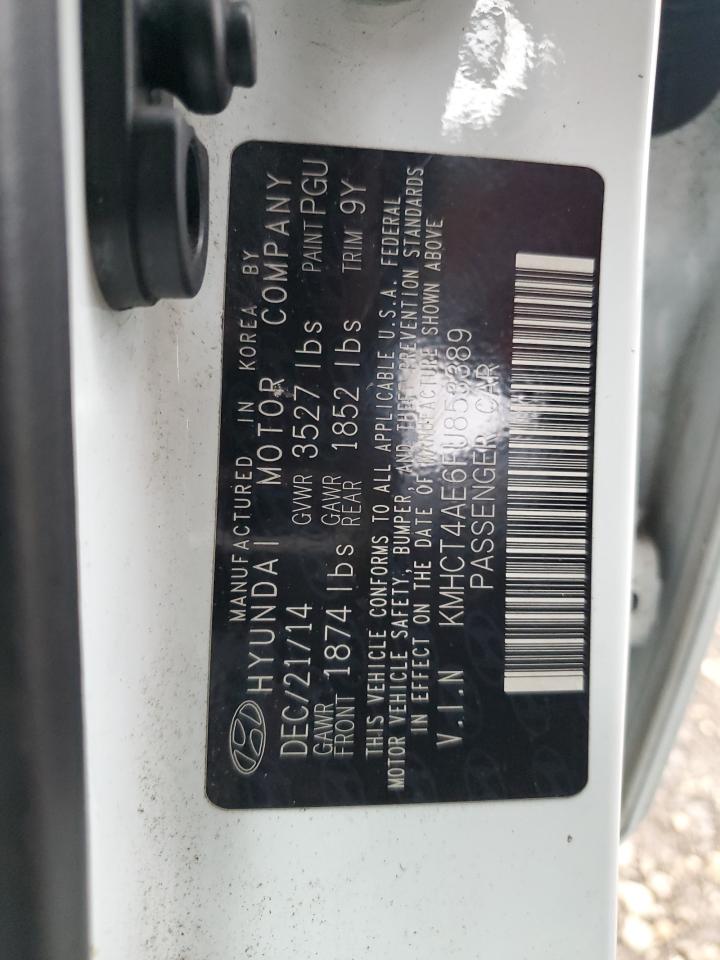 MANUFACTURED IN KOREA BY
HYUNDAI MOTOR COMPANY
DEC/21/14 GVWR 3527 lbs PAINT PGU
GAWR FRONT 1874 lbs GAWR REAR 1852 lbs TRIM 9Y
THIS VEHICLE CONFORMS TO ALL APPLICABLE U.S.A. FEDERAL
MOTOR VEHICLE SAFETY, BUMPER, AND THEFT PREVENTION STANDARDS
IN EFFECT ON THE DATE OF MANUFACTURE SHOWN ABOVE
V.I.N KMHCT4AE6FU853389
PASSENGER CAR